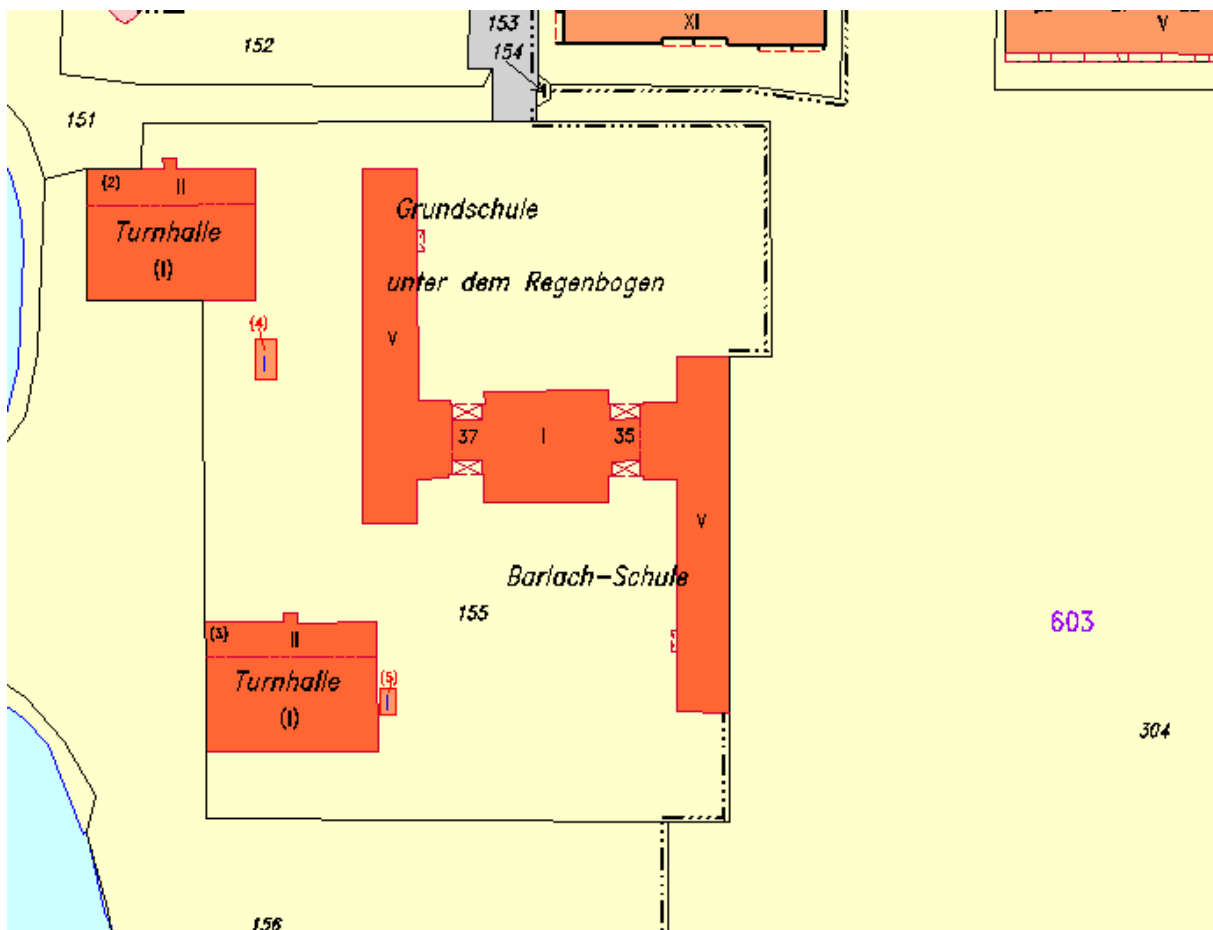 153
XI
V
152
154
151
(2)
II
Turnhalle
(I)
Grundschule
unter dem Regenbogen
(4)
I
V
37
I
35
V
Barlach-Schule
155
603
(3)
II
Turnhalle
(I)
(5)
I
304
156